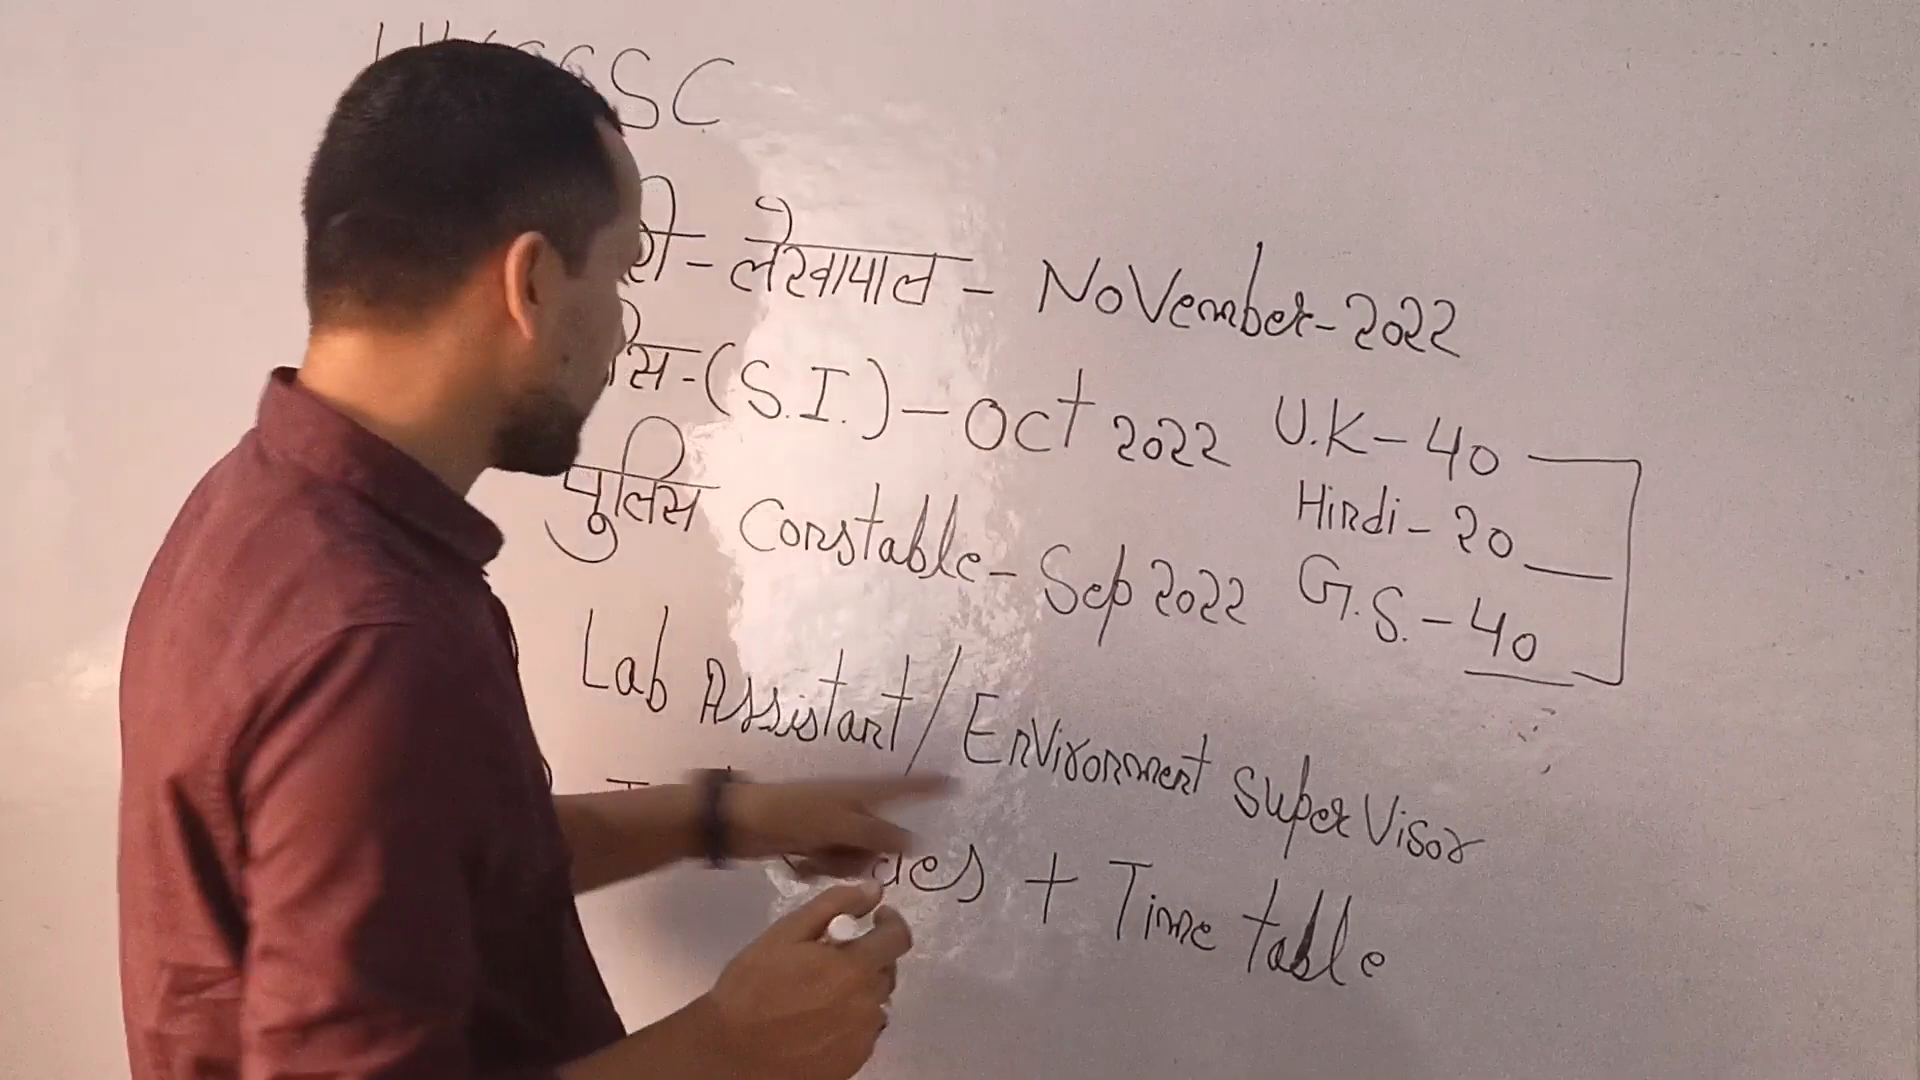 SSC
लेखपाल - NoVember-2022
(S.I.) - Oct 2022 U.K - 40
पुलिस Constable - Sep 2022 Hindi - 20
G.S. - 40
Lab Assistant / Environment SuperVisor
+ Time table